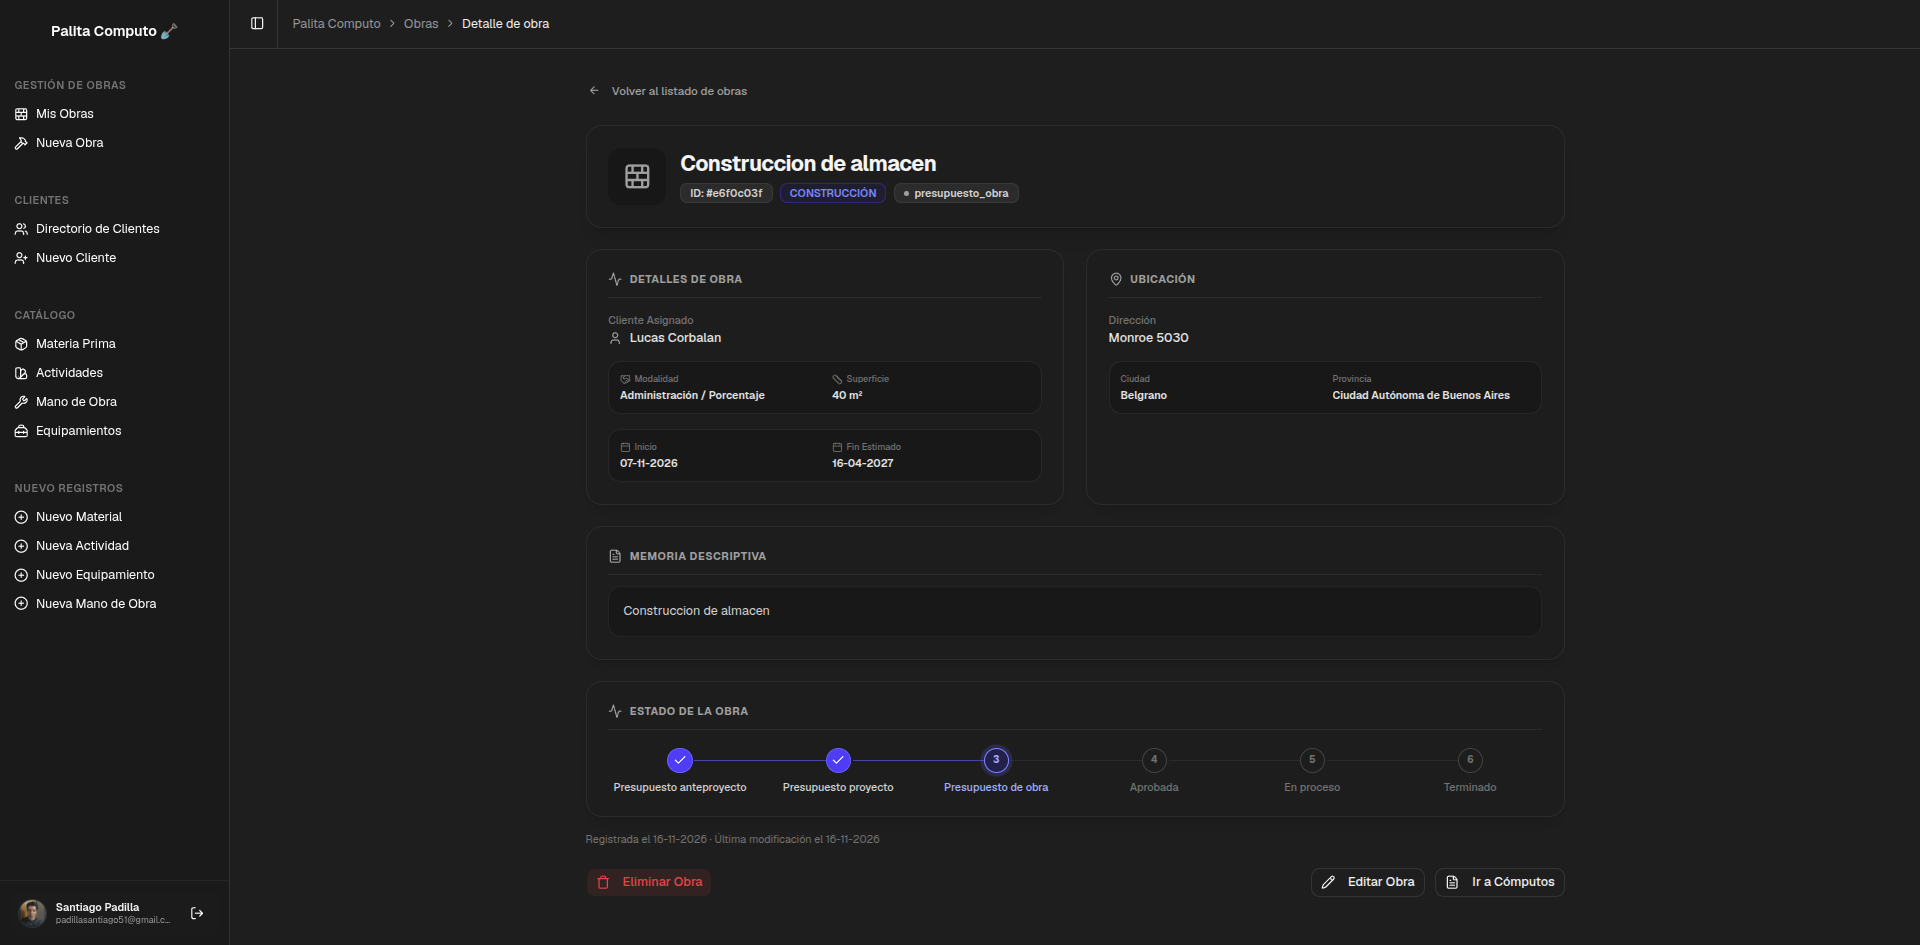 Palita Computo
Palita Computo > Obras > Detalle de obra
GESTIÓN DE OBRAS
Mis Obras
Nueva Obra
CLIENTES
Directorio de Clientes
Nuevo Cliente
CATÁLOGO
Materia Prima
Actividades
Mano de Obra
Equipamientos
NUEVO REGISTROS
Nuevo Material
Nueva Actividad
Nuevo Equipamiento
Nueva Mano de Obra
Santiago Padilla
padillasantiago51@gmail.c...
Volver al listado de obras
Construccion de almacen
ID: #e6f0c03f CONSTRUCCIÓN presupuesto_obra
DETALLES DE OBRA
Cliente Asignado
Lucas Corbalan
Modalidad Superficie
Administración / Porcentaje 40 m²
Inicio Fin Estimado
07-11-2026 16-04-2027
UBICACIÓN
Dirección
Monroe 5030
Ciudad Provincia
Belgrano Ciudad Autónoma de Buenos Aires
MEMORIA DESCRIPTIVA
Construccion de almacen
ESTADO DE LA OBRA
3 4 5 6
Presupuesto anteproyecto Presupuesto proyecto Presupuesto de obra Aprobada En proceso Terminado
Registrada el 16-11-2026 · Última modificación el 16-11-2026
Eliminar Obra Editar Obra Ir a Cómputos